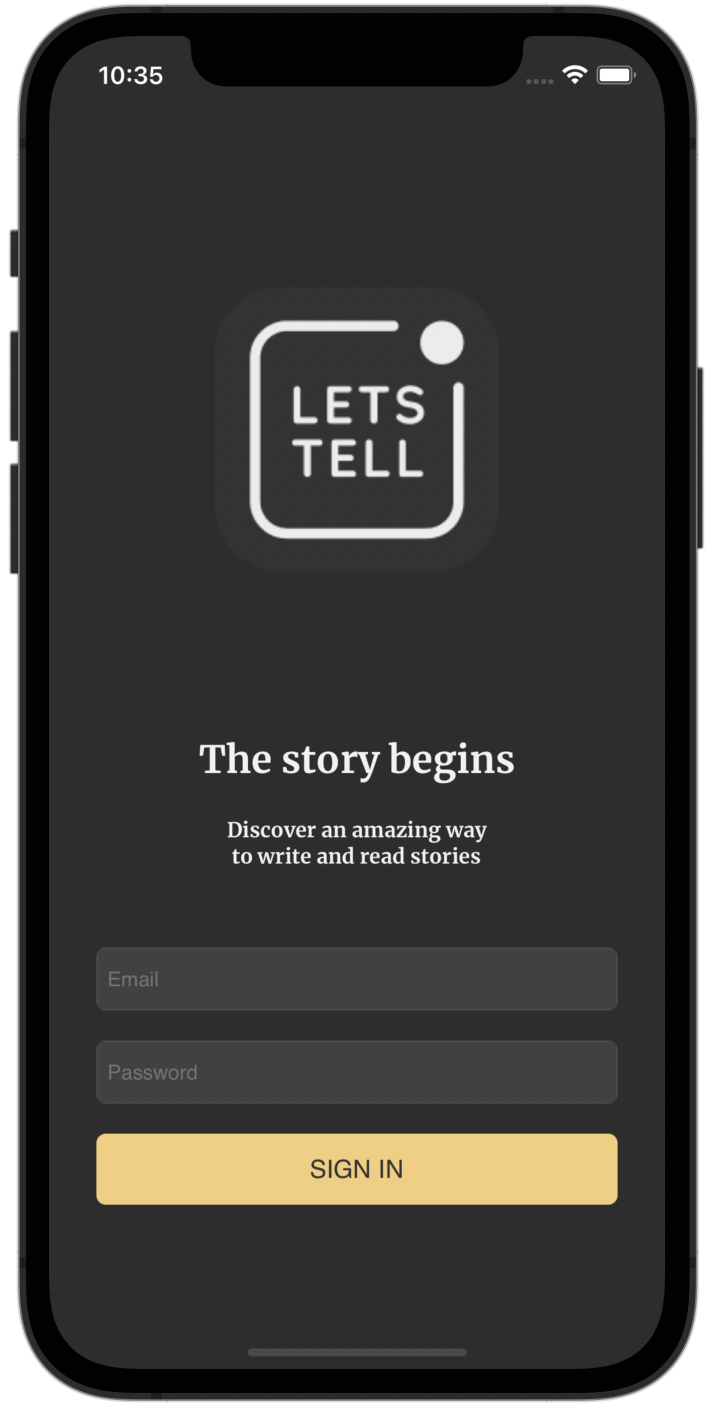 10:35
LETS
TELL
The story begins
Discover an amazing way
to write and read stories
Email
Password
SIGN IN